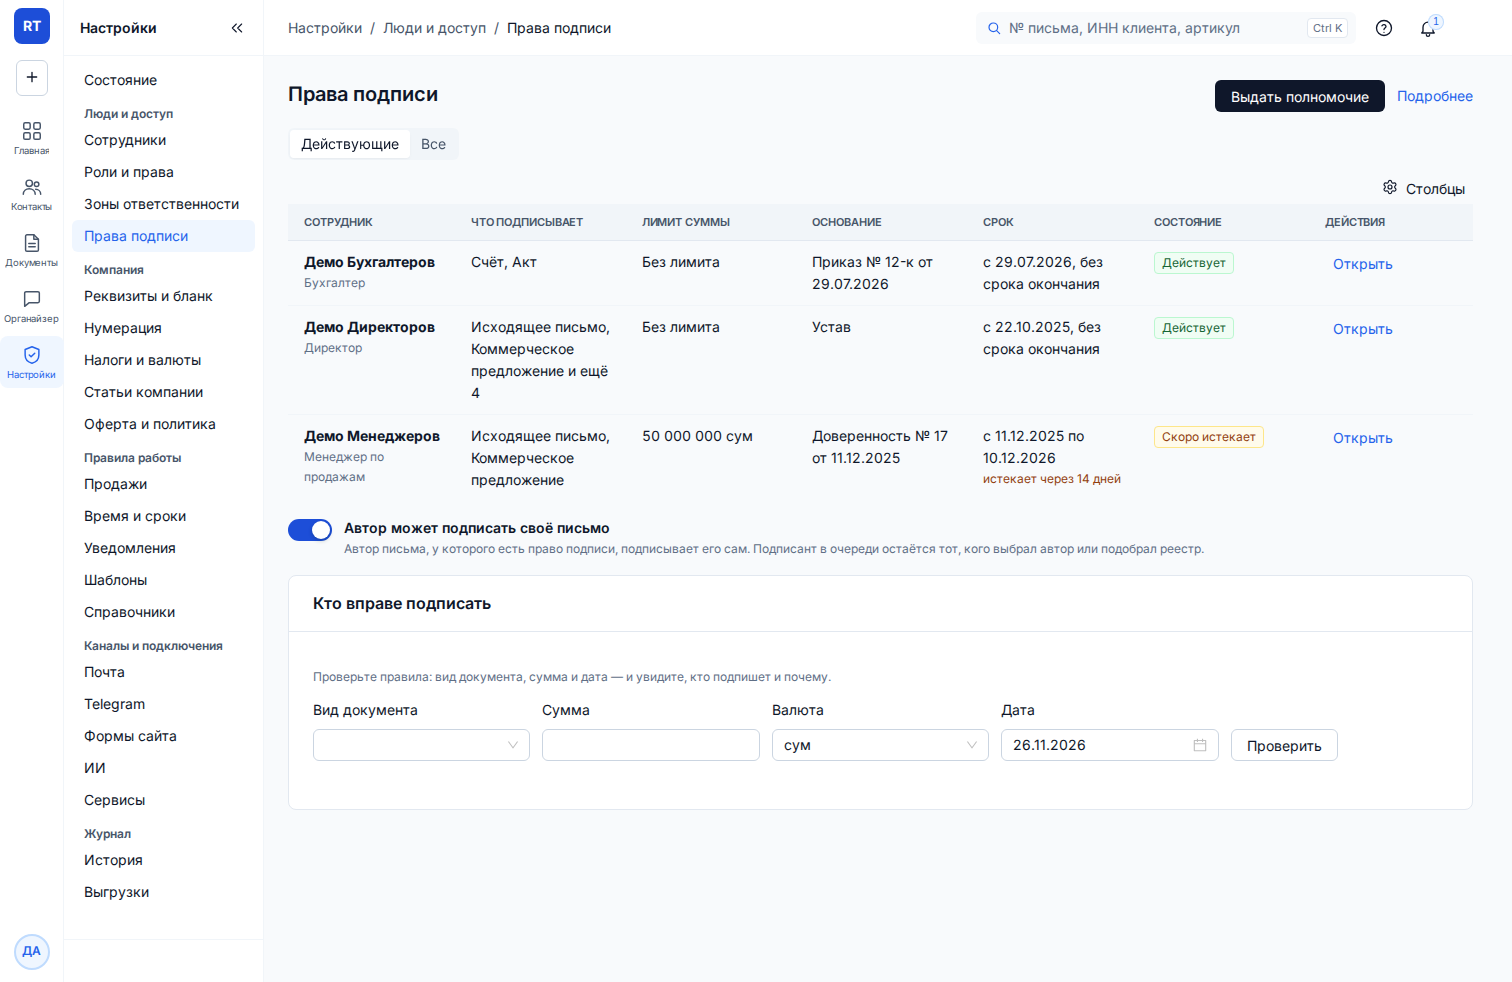 RT
Настройки
Настройки / Люди и доступ / Права подписи
№ письма, ИНН клиента, артикул
Ctrl K
1
+
Главная
Контакты
Документы
Органайзер
Настройки
ДА
Состояние
Люди и доступ
Сотрудники
Роли и права
Зоны ответственности
Права подписи
Компания
Реквизиты и бланк
Нумерация
Налоги и валюты
Статьи компании
Оферта и политика
Правила работы
Продажи
Время и сроки
Уведомления
Шаблоны
Справочники
Каналы и подключения
Почта
Telegram
Формы сайта
ИИ
Сервисы
Журнал
История
Выгрузки
Права подписи
Выдать полномочие
Подробнее
Действующие
Все
Столбцы
СОТРУДНИК ЧТО ПОДПИСЫВАЕТ ЛИМИТ СУММЫ ОСНОВАНИЕ СРОК СОСТОЯНИЕ ДЕЙСТВИЯ
Демо Бухгалтеров
Бухгалтер
Счёт, Акт
Без лимита
Приказ № 12-к от
29.07.2026
с 29.07.2026, без
срока окончания
Действует
Открыть
Демо Директоров
Директор
Исходящее письмо,
Коммерческое
предложение и ещё
4
Без лимита
Устав
с 22.10.2025, без
срока окончания
Действует
Открыть
Демо Менеджеров
Менеджер по
продажам
Исходящее письмо,
Коммерческое
предложение
50 000 000 сум
Доверенность № 17
от 11.12.2025
с 11.12.2025 по
10.12.2026
истекает через 14 дней
Скоро истекает
Открыть
Автор может подписать своё письмо
Автор письма, у которого есть право подписи, подписывает его сам. Подписант в очереди остаётся тот, кого выбрал автор или подобрал реестр.
Кто вправе подписать
Проверьте правила: вид документа, сумма и дата — и увидите, кто подпишет и почему.
Вид документа
Сумма
Валюта
сум
Дата
26.11.2026
Проверить